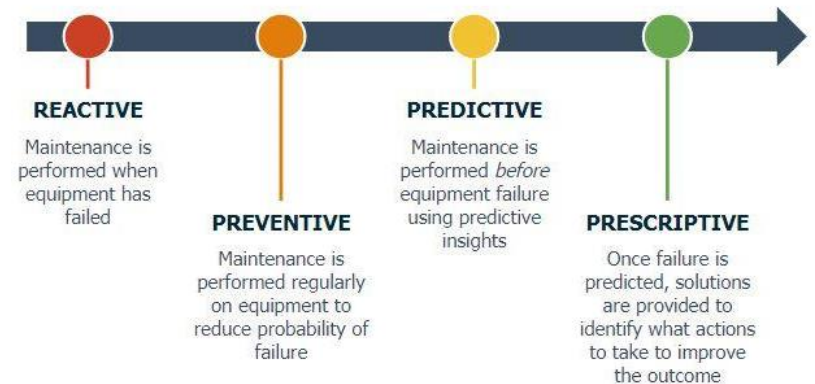 REACTIVE
Maintenance is
performed when
equipment has
failed
PREVENTIVE
Maintenance is
performed regularly
on equipment to
reduce probability of
failure
PREDICTIVE
Maintenance is
performed before
equipment failure
using predictive
insights
PRESCRIPTIVE
Once failure is
predicted, solutions
are provided to
identify what actions
to take to improve
the outcome